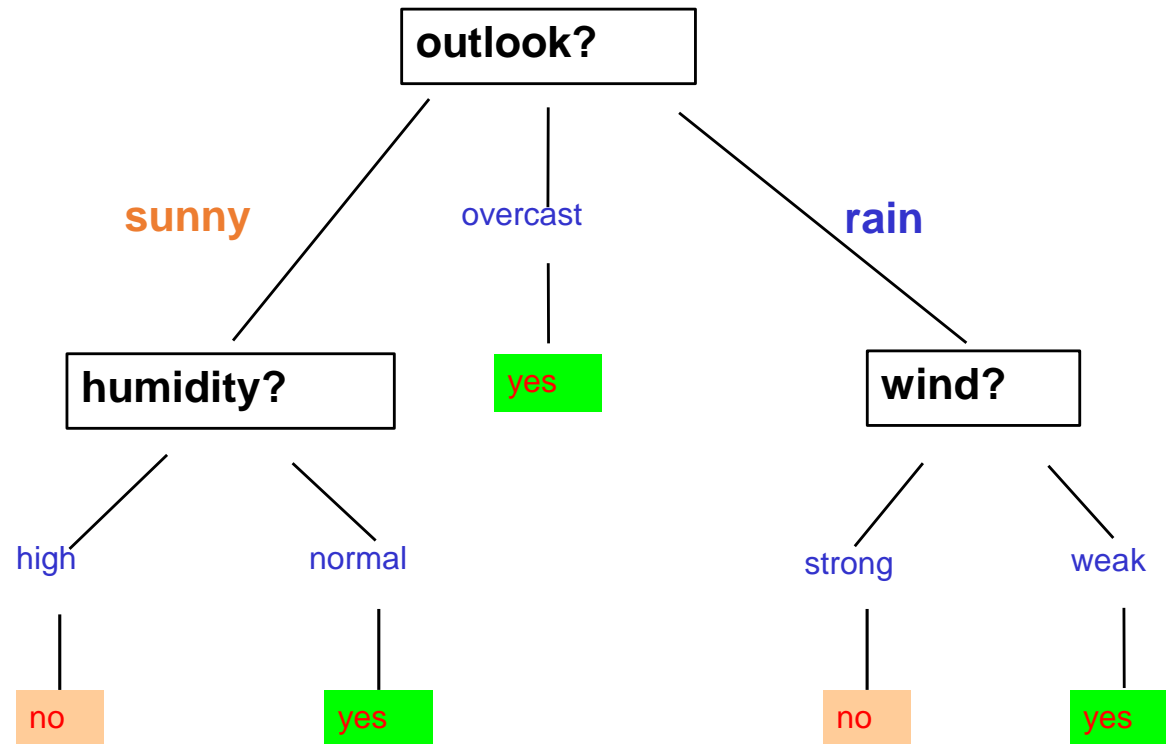 outlook?
sunny
overcast
rain
humidity?
yes
wind?
high
normal
strong
weak
no
yes
no
yes